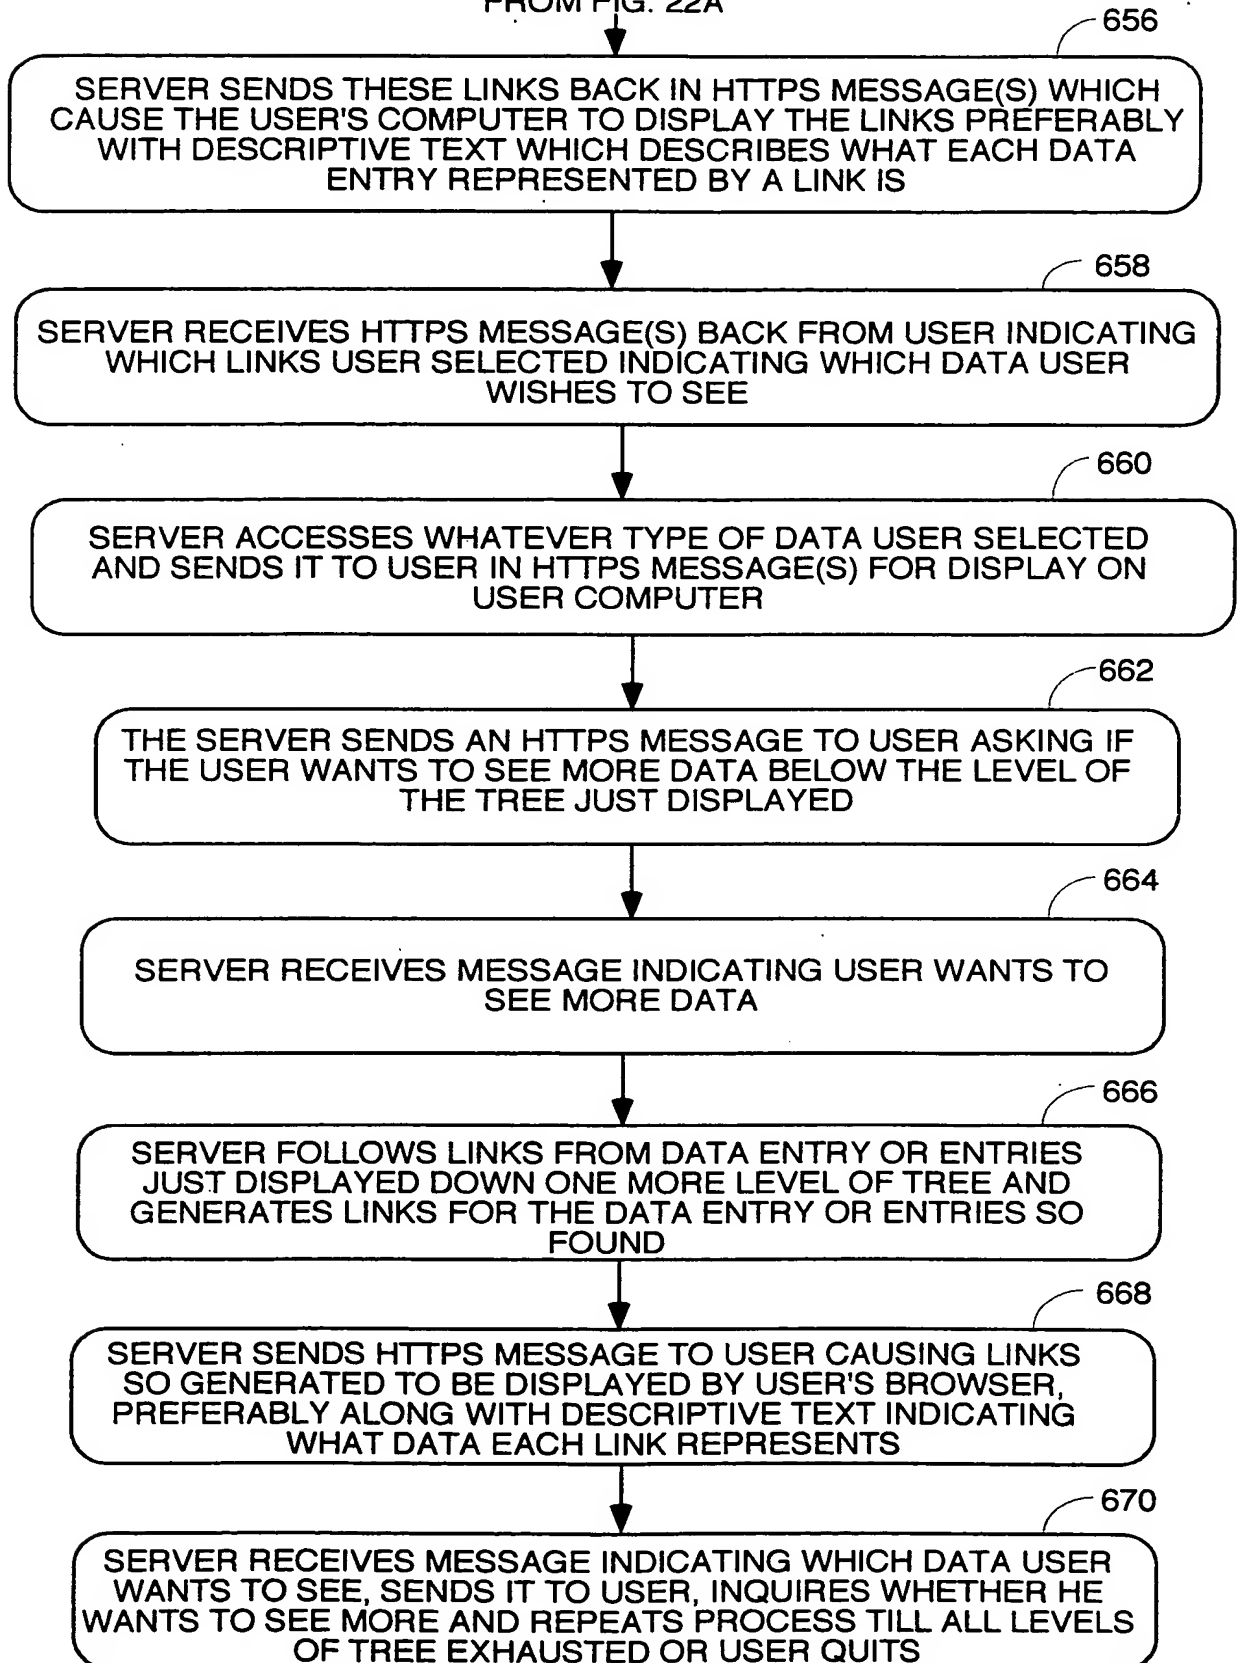 FROM FIG. 22A
656
SERVER SENDS THESE LINKS BACK IN HTTPS MESSAGE(S) WHICH
CAUSE THE USER'S COMPUTER TO DISPLAY THE LINKS PREFERABLY
WITH DESCRIPTIVE TEXT WHICH DESCRIBES WHAT EACH DATA
ENTRY REPRESENTED BY A LINK IS
658
SERVER RECEIVES HTTPS MESSAGE(S) BACK FROM USER INDICATING
WHICH LINKS USER SELECTED INDICATING WHICH DATA USER
WISHES TO SEE
660
SERVER ACCESSES WHATEVER TYPE OF DATA USER SELECTED
AND SENDS IT TO USER IN HTTPS MESSAGE(S) FOR DISPLAY ON
USER COMPUTER
662
THE SERVER SENDS AN HTTPS MESSAGE TO USER ASKING IF
THE USER WANTS TO SEE MORE DATA BELOW THE LEVEL OF
THE TREE JUST DISPLAYED
664
SERVER RECEIVES MESSAGE INDICATING USER WANTS TO
SEE MORE DATA
666
SERVER FOLLOWS LINKS FROM DATA ENTRY OR ENTRIES
JUST DISPLAYED DOWN ONE MORE LEVEL OF TREE AND
GENERATES LINKS FOR THE DATA ENTRY OR ENTRIES SO
FOUND
668
SERVER SENDS HTTPS MESSAGE TO USER CAUSING LINKS
SO GENERATED TO BE DISPLAYED BY USER'S BROWSER,
PREFERABLY ALONG WITH DESCRIPTIVE TEXT INDICATING
WHAT DATA EACH LINK REPRESENTS
670
SERVER RECEIVES MESSAGE INDICATING WHICH DATA USER
WANTS TO SEE, SENDS IT TO USER, INQUIRES WHETHER HE
WANTS TO SEE MORE AND REPEATS PROCESS TILL ALL LEVELS
OF TREE EXHAUSTED OR USER QUITS